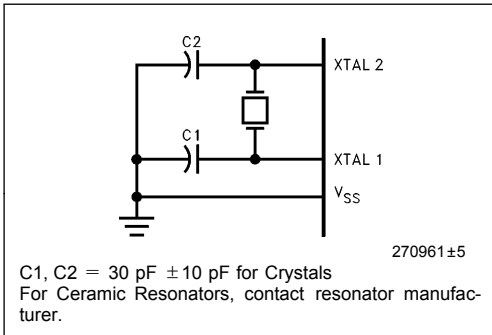 C2
XTAL 2
C1
XTAL 1
VSS
270961±5
C1, C2 = 30 pF ±10 pF for Crystals
For Ceramic Resonators, contact resonator manufac-
turer.